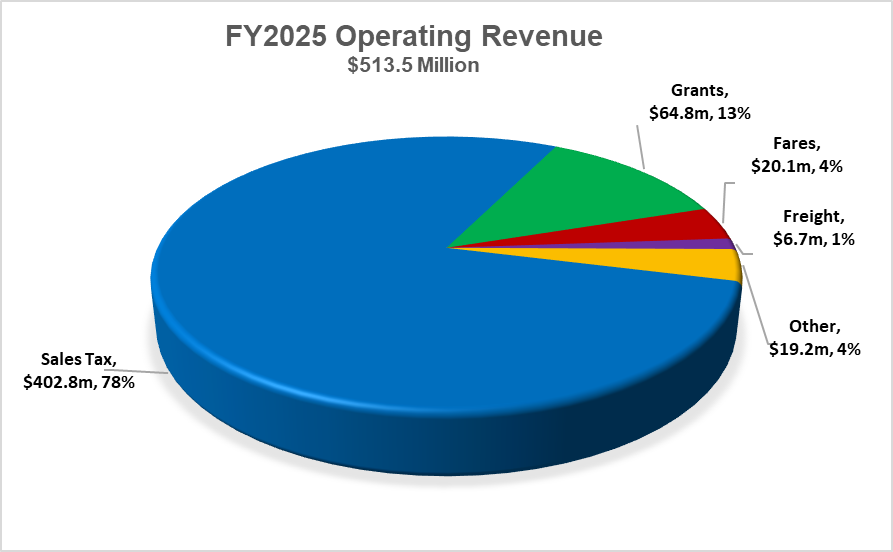 FY2025 Operating Revenue
$513.5 Million
Grants,
$64.8m, 13%
Fares,
$20.1m, 4%
Freight,
$6.7m, 1%
Other,
$19.2m, 4%
Sales Tax,
$402.8m, 78%